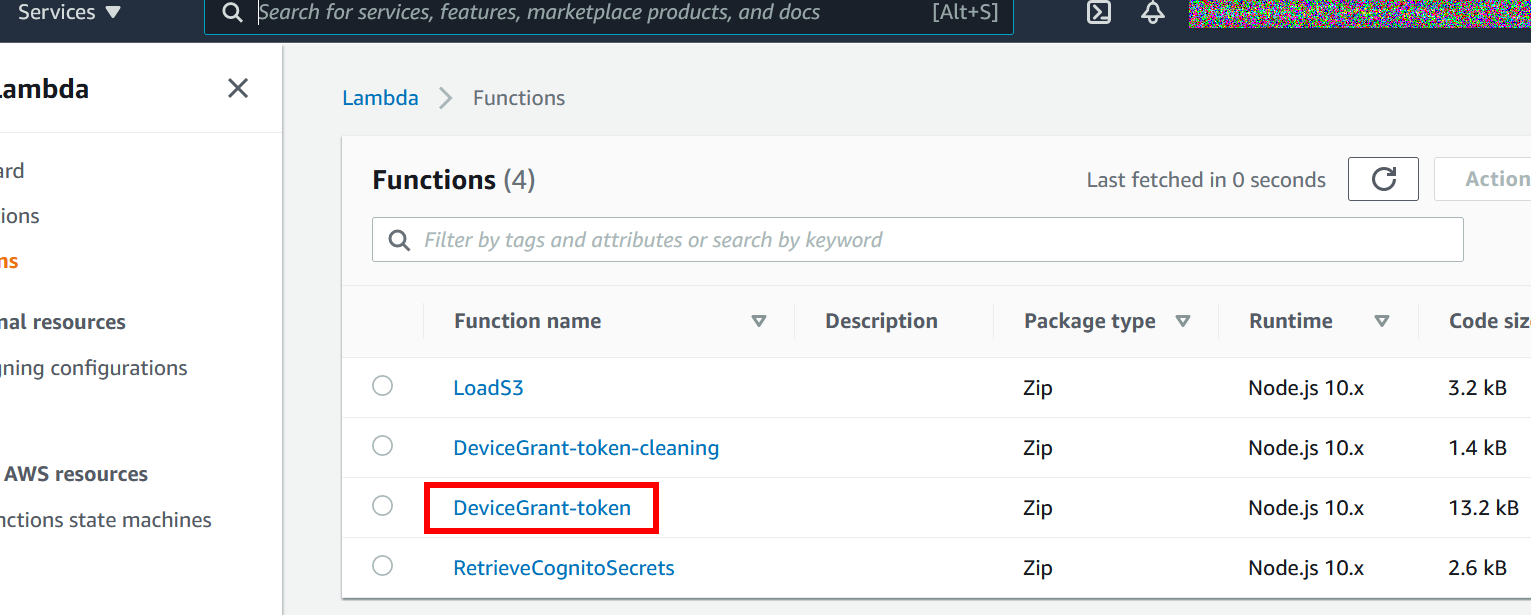 Services ▼ Search for services, features, marketplace products, and docs [Alt+S]
Lambda > Functions
Functions (4) Last fetched in 0 seconds
Filter by tags and attributes or search by keyword
Function name Description Package type Runtime
LoadS3 Zip Node.js 10.x 3.2 kB
DeviceGrant-token-cleaning Zip Node.js 10.x 1.4 kB
DeviceGrant-token Zip Node.js 10.x 13.2 kB
RetrieveCognitoSecrets Zip Node.js 10.x 2.6 kB
ambda
ard
ions
ns
nal resources
ning configurations
AWS resources
nctions state machines
Action
Code siz